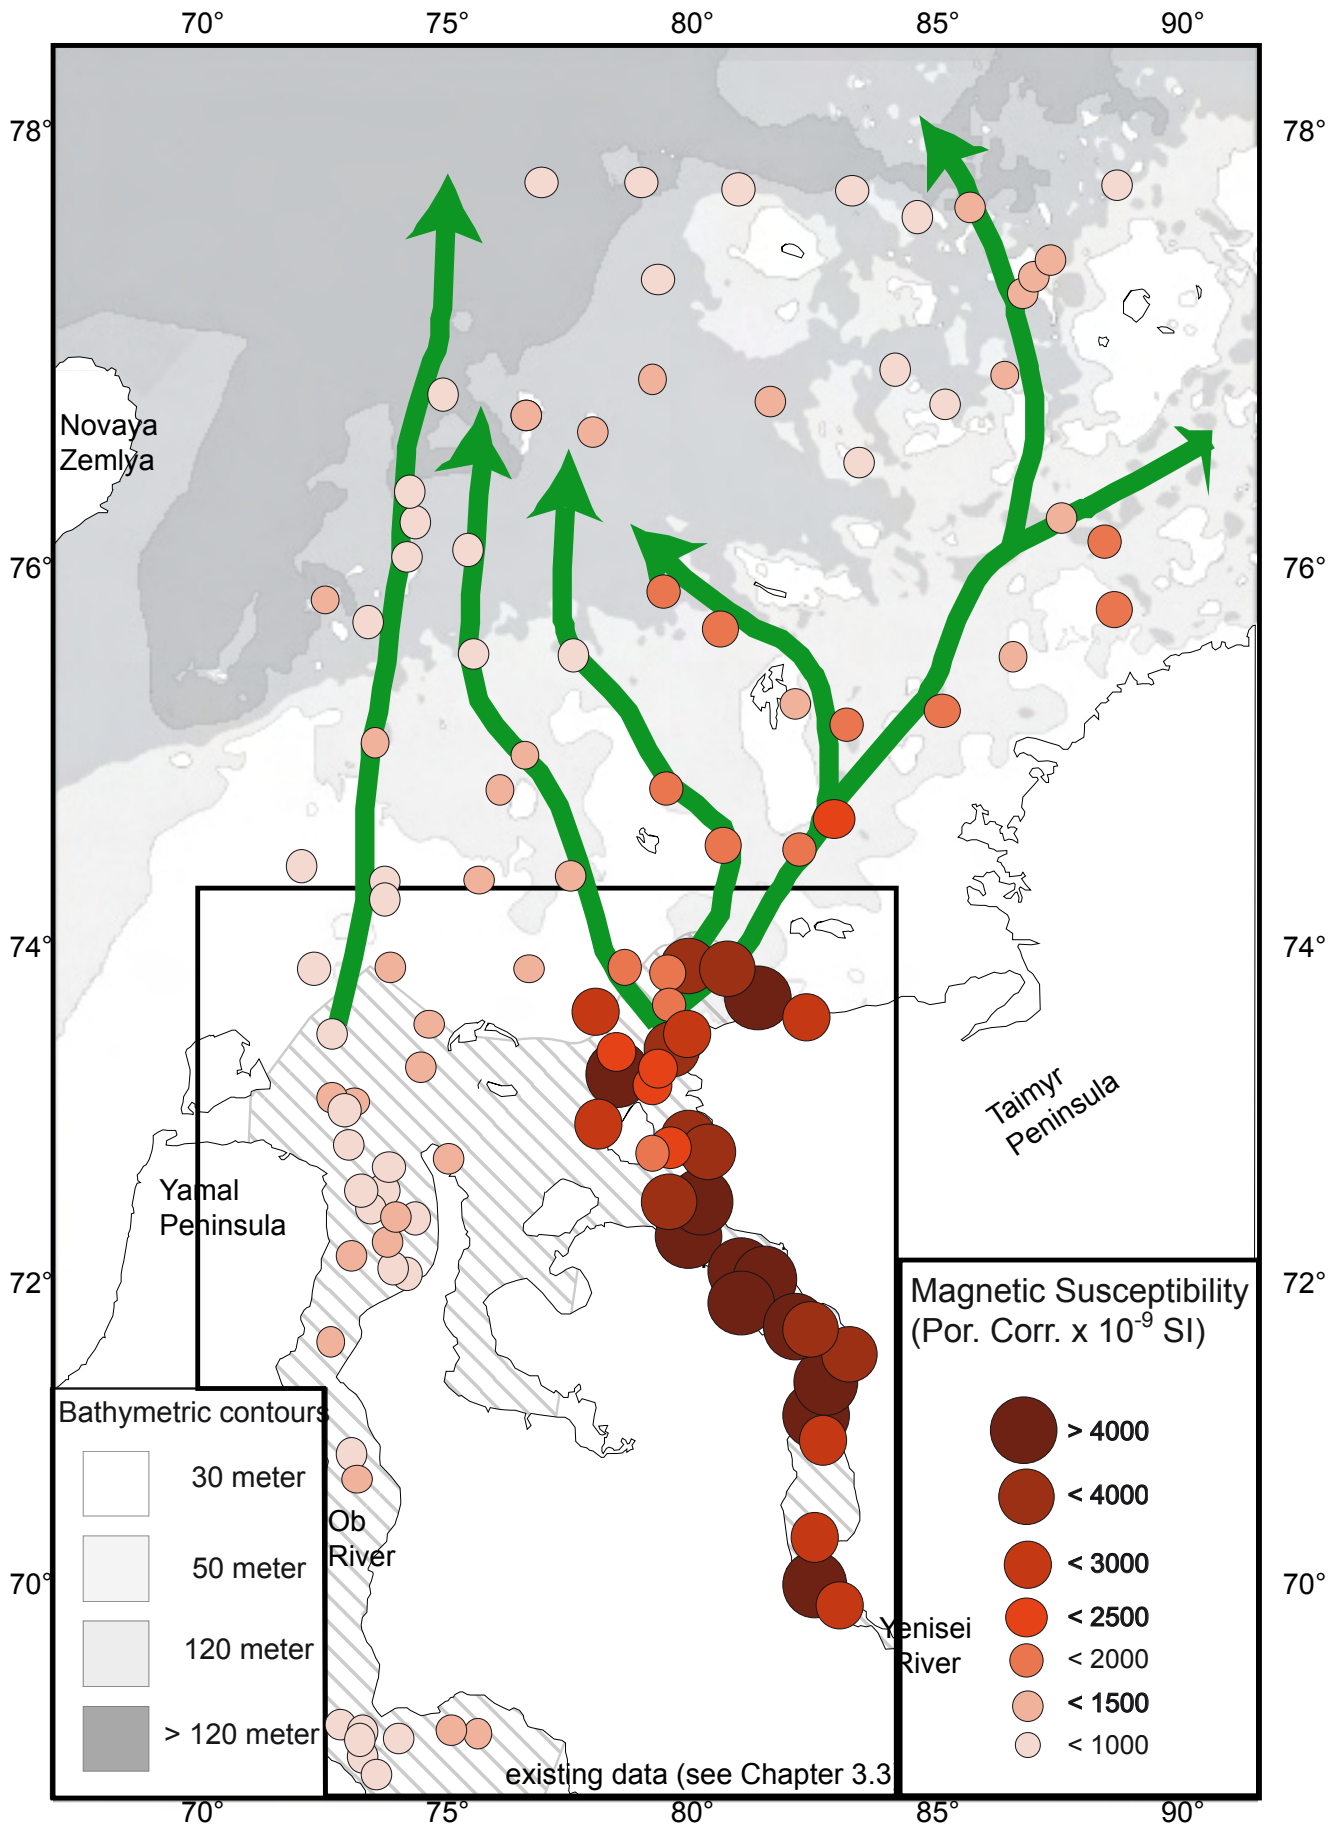 70°
75°
80°
85°
90°
78°
78°
Novaya
Zemlya
76°
76°
74°
74°
Taimyr
Peninsula
Yamal
Peninsula
72°
72°
Magnetic Susceptibility
(Por. Corr. x 10⁻⁹ SI)
> 4000
< 4000
< 3000
< 2500
< 2000
< 1500
< 1000
Bathymetric contours
30 meter
50 meter
120 meter
> 120 meter
Ob
River
70°
70°
Yenisei
River
existing data (see Chapter 3.3
70°
75°
80°
85°
90°